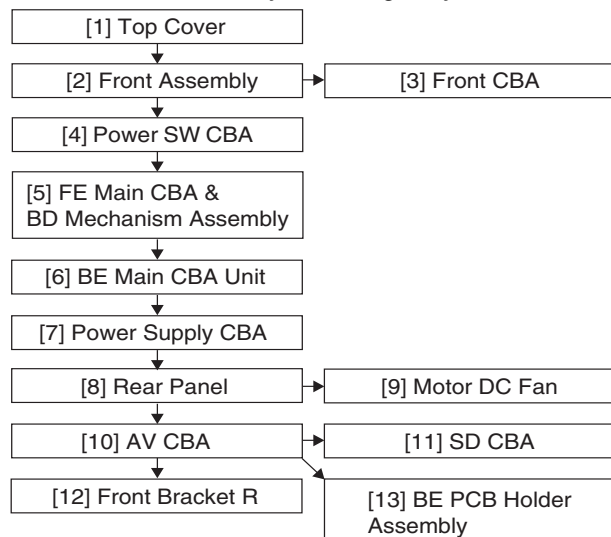 [1] Top Cover
[2] Front Assembly
[3] Front CBA
[4] Power SW CBA
[5] FE Main CBA &
BD Mechanism Assembly
[6] BE Main CBA Unit
[7] Power Supply CBA
[8] Rear Panel
[9] Motor DC Fan
[10] AV CBA
[11] SD CBA
[12] Front Bracket R
[13] BE PCB Holder
Assembly